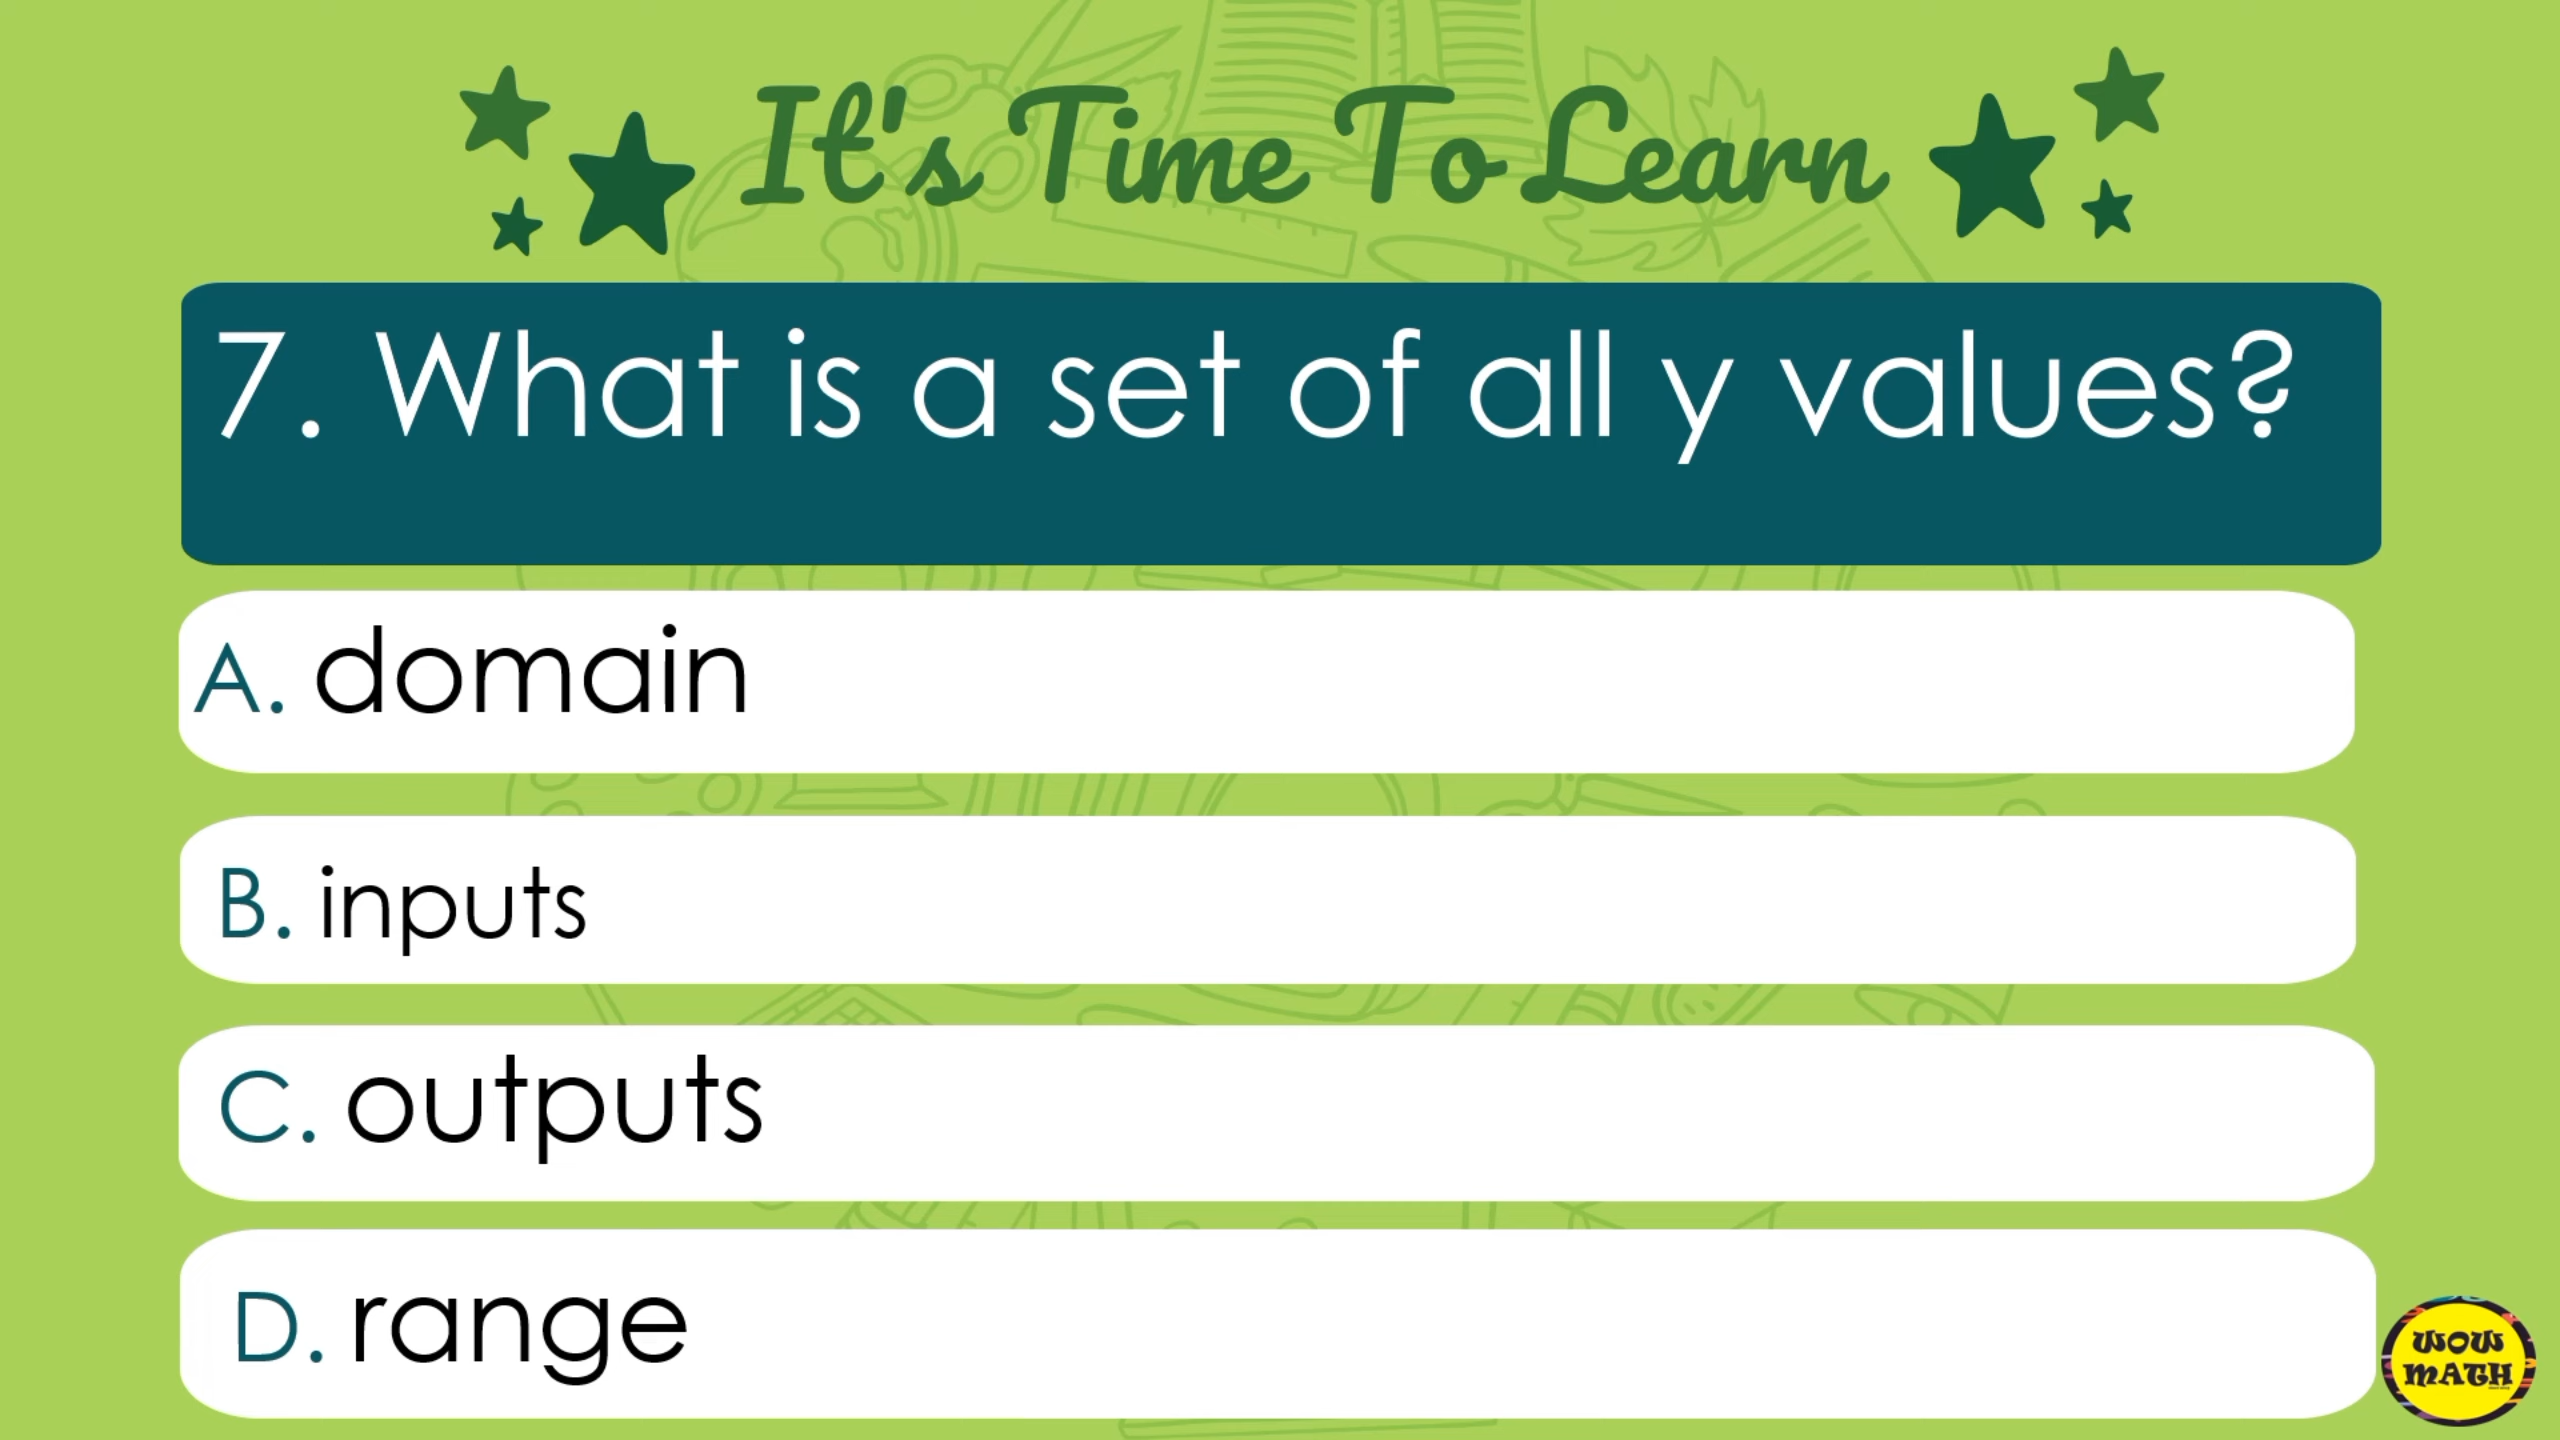 It's Time To Learn
7. What is a set of all y values?
A. domain
B. inputs
C. outputs
D. range
WOW
MATH